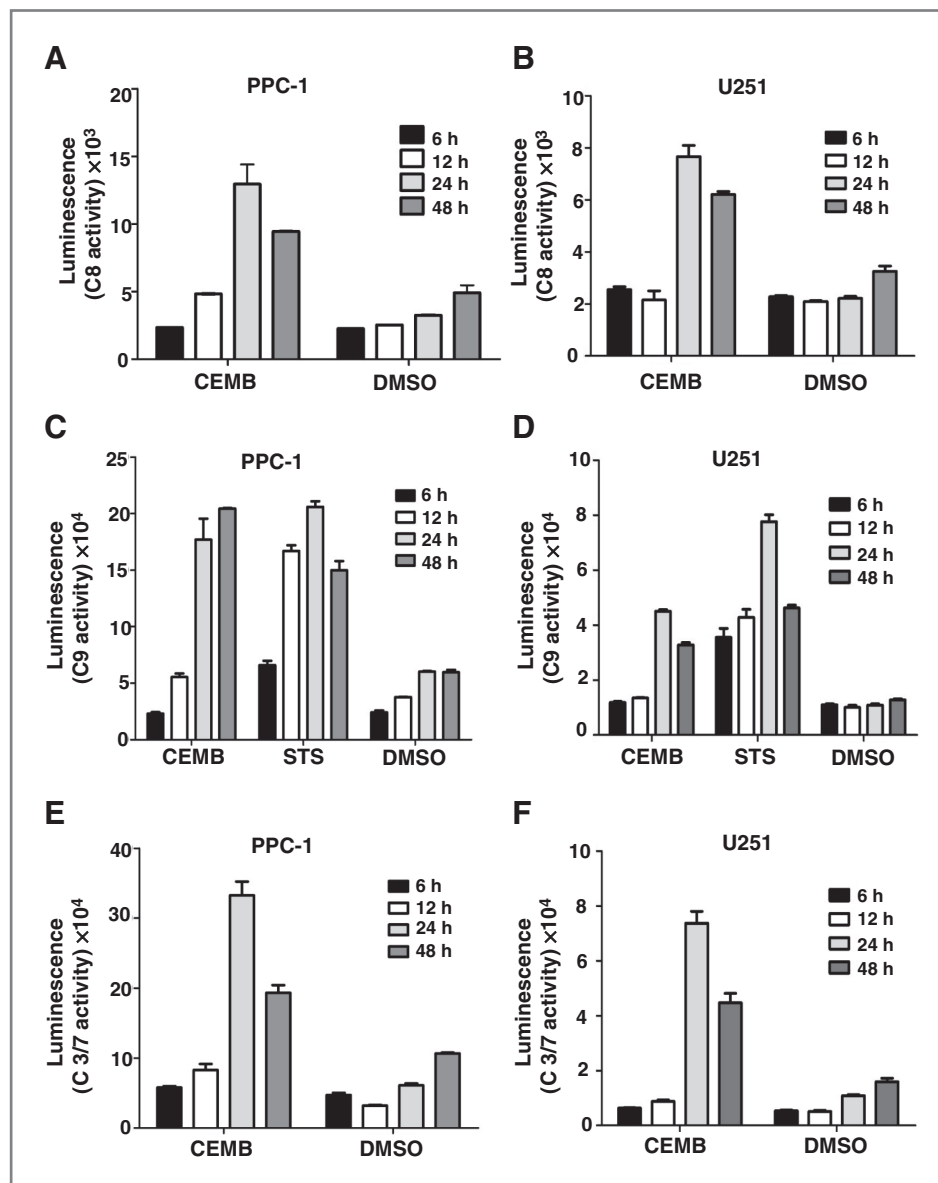 A
PPC-1
Luminescence
(C8 activity) ×10³
20
15
10
5
0
6 h
12 h
24 h
48 h
CEMB DMSO
B
U251
Luminescence
(C8 activity) ×10³
10
8
6
4
2
0
6 h
12 h
24 h
48 h
CEMB DMSO
C
PPC-1
Luminescence
(C9 activity) ×10⁴
25
20
15
10
5
0
6 h
12 h
24 h
48 h
CEMB STS DMSO
D
U251
Luminescence
(C9 activity) ×10⁴
10
8
6
4
2
0
6 h
12 h
24 h
48 h
CEMB STS DMSO
E
PPC-1
Luminescence
(C 3/7 activity) ×10⁴
40
30
20
10
0
6 h
12 h
24 h
48 h
CEMB DMSO
F
U251
Luminescence
(C 3/7 activity) ×10⁴
10
8
6
4
2
0
6 h
12 h
24 h
48 h
CEMB DMSO